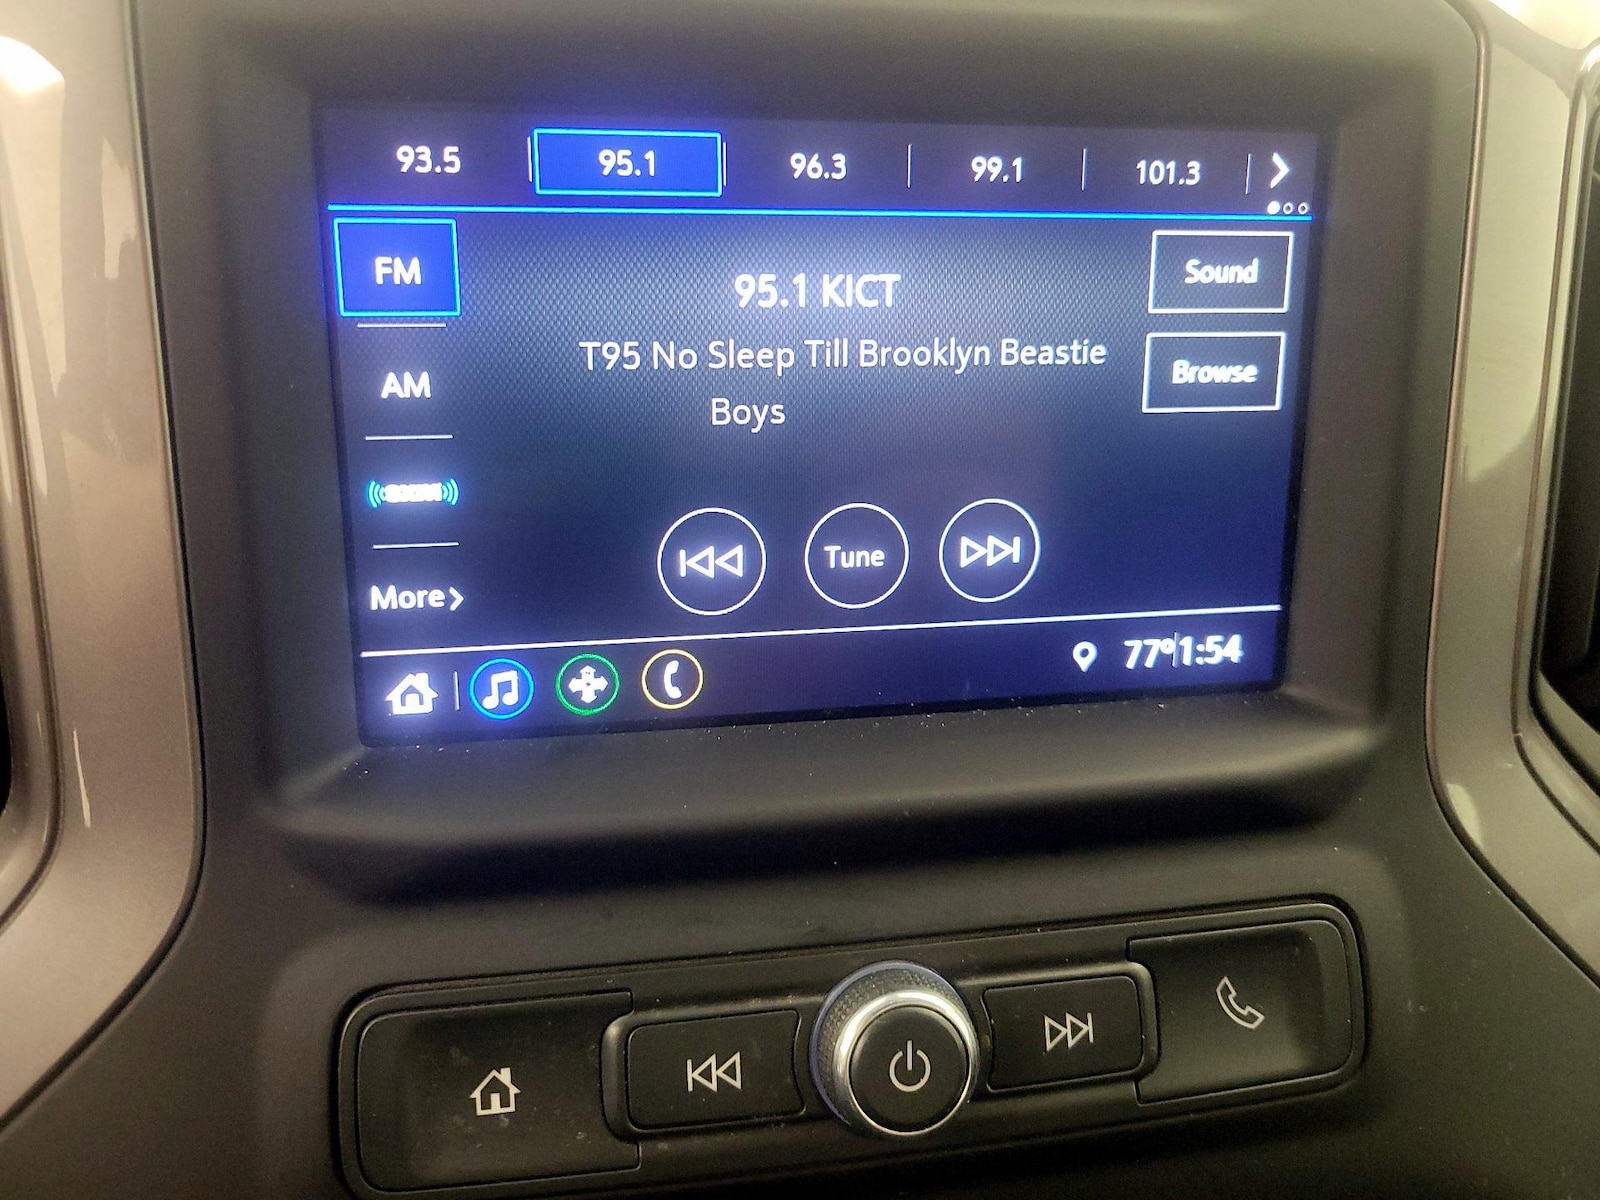 93.5
95.1
96.3
99.1
101.3
FM
95.1 KICT
Sound
T95 No Sleep Till Brooklyn Beastie
Boys
Browse
AM
Tune
More
77° 1:54